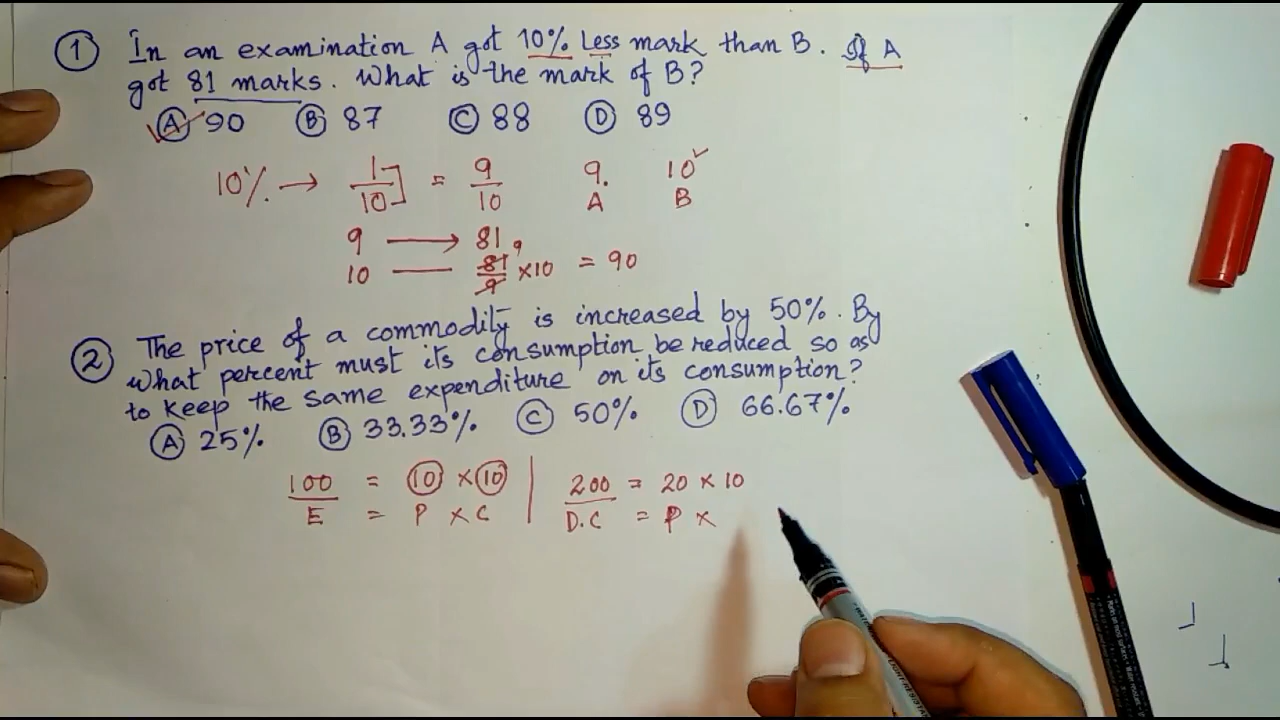 ① In an examination A got 10% Less mark than B. If A
got 81 marks. What is the mark of B?
Ⓐ 90 Ⓑ 87 Ⓒ 88 Ⓓ 89
10% → 1/10 = 9/10 9 A 10 B
9 → 81
10 — 81/9 9 ×10 = 90
② The price of a commodity is increased by 50%. By
what percent must its consumption be reduced so as
to keep the same expenditure on its consumption?
Ⓐ 25% Ⓑ 33.33% Ⓒ 50% Ⓓ 66.67%
100 = 10 × 10 | 200 = 20 × 10
E = P × C | D.C = P ×